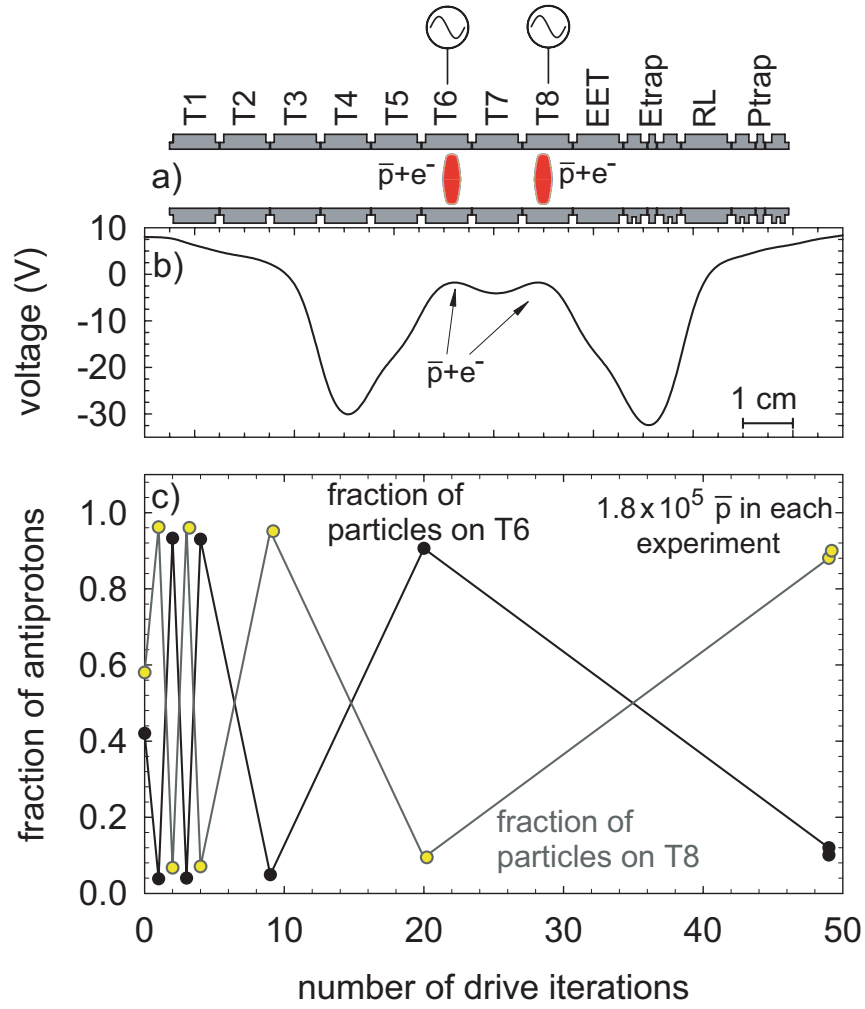 T1 T2 T3 T4 T5 T6 T7 T8 EET Etrap RL Ptrap
a)
p̅+e⁻ p̅+e⁻
10
0
-10
-20
-30
voltage (V)
b)
p̅+e⁻
1 cm
c)
fraction of
particles on T6
1.8x10⁵ p̅ in each
experiment
1.0
0.8
0.6
0.4
0.2
0.0
fraction of antiprotons
fraction of
particles on T8
0 10 20 30 40 50
number of drive iterations